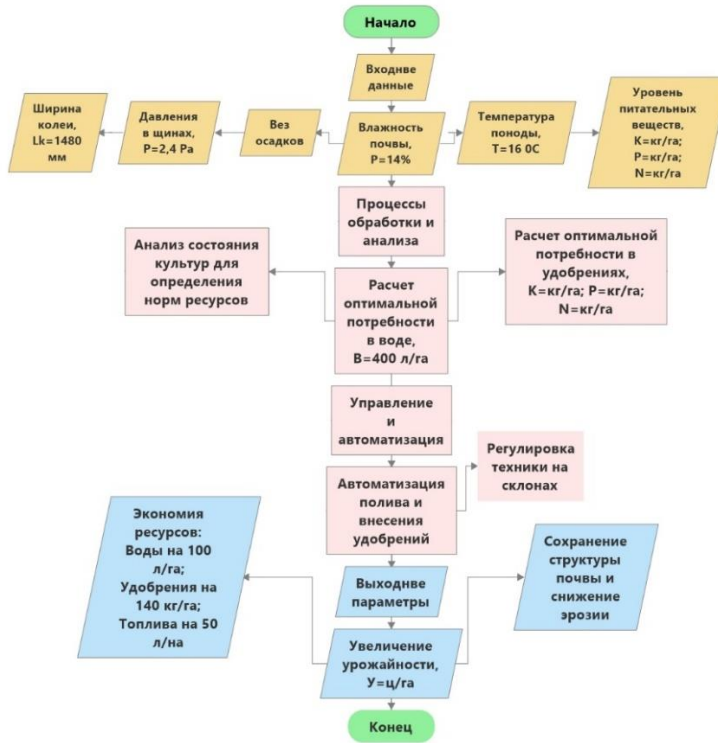 Начало
Входнве
данные
Ширина
колеи,
Lк=1480
мм
Давления
в щинах,
P=2,4 Pa
Вез
осадков
Влажность
почвы,
P=14%
Температура
поноды,
T=16 0C
Уровень
питательных
веществ,
K=кг/га;
P=кг/га;
N=кг/га
Процессы
обработки и
анализа
Анализ состояния
культур для
определения
норм ресурсов
Расчет
оптимальной
потребности
в воде,
В=400 л/га
Расчет оптимальной
потребности в
удобрениях,
K=кг/га; P=кг/га;
N=кг/га
Управление
и
автоматизация
Автоматизация
полива и
внесения
удобрений
Регулировка
техники на
склонах
Экономия
ресурсов:
Воды на 100
л/га;
Удобрения на
140 кг/га;
Топлива на 50
л/на
Выходнве
параметры
Сохранение
структуры
почвы и
снижение
эрозии
Увеличение
урожайности,
У=ц/га
Конец